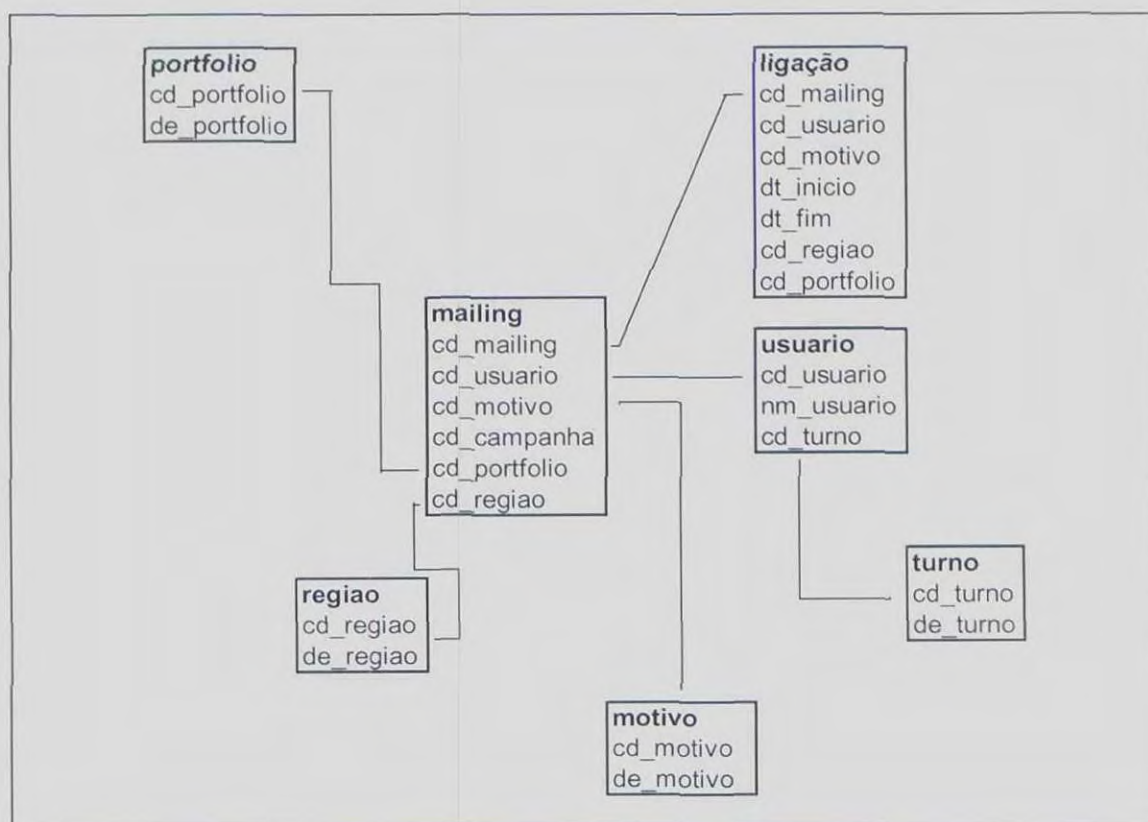 portfolio
cd_portfolio
de_portfolio
ligação
cd_mailing
cd_usuario
cd_motivo
dt_inicio
dt_fim
cd_regiao
cd_portfolio
mailing
cd_mailing
cd_usuario
cd_motivo
cd_campanha
cd_portfolio
cd_regiao
usuario
cd_usuario
nm_usuario
cd_turno
turno
cd_turno
de_turno
regiao
cd_regiao
de_regiao
motivo
cd_motivo
de_motivo